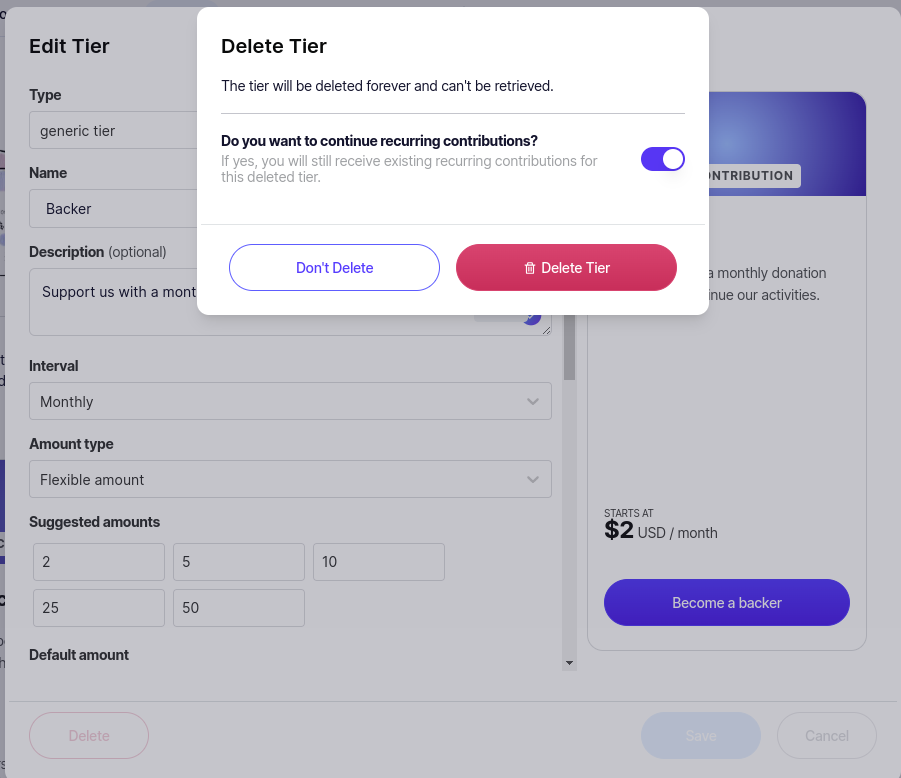 Edit Tier
Delete Tier
The tier will be deleted forever and can't be retrieved.
Do you want to continue recurring contributions?
If yes, you will still receive existing recurring contributions for
this deleted tier.
Don't Delete
Delete Tier
Type
generic tier
Name
Backer
Description (optional)
Support us with a
Interval
Monthly
Amount type
Flexible amount
Suggested amounts
2
5
10
25
50
Default amount
a monthly donation
our activities.
STARTS AT
$2 USD / month
Become a backer
Delete
Save
Cancel